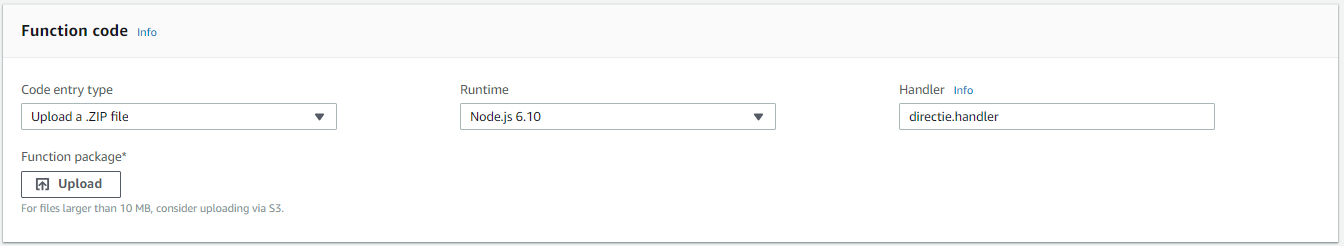 Function code Info
Code entry type Runtime Handler Info
Upload a .ZIP file Node.js 6.10 directie.handler
Function package*
Upload
For files larger than 10 MB, consider uploading via S3.